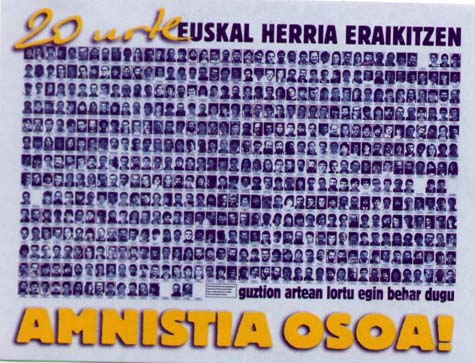 20 urte EUSKAL HERRIA ERAIKITZEN
guztion artean lortu egin behar dugu
AMNISTIA OSOA!